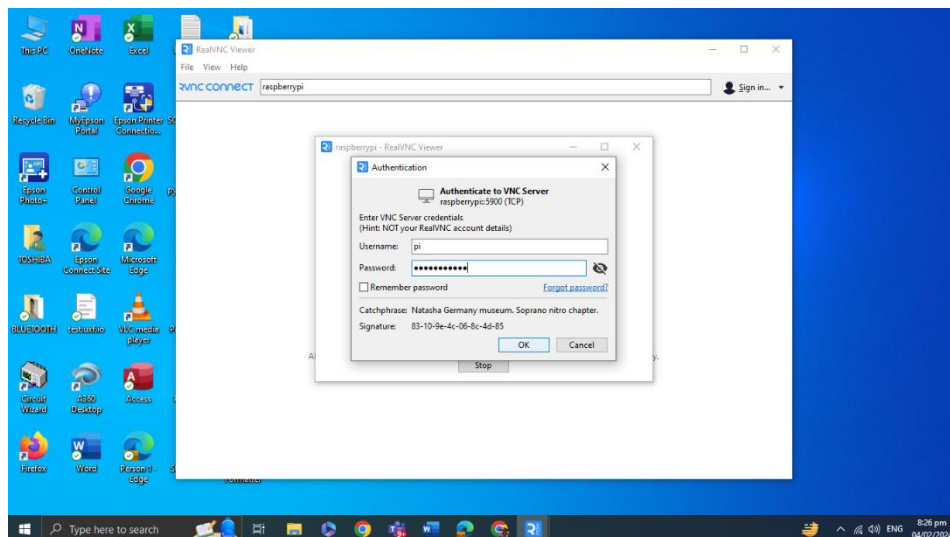 This PC
OneNote
Excel
Recycle Bin
MyEpson Portal
Epson Printer Connectio...
Epson Photo+
Control Panel
Google Chrome
TOSHIBA
Epson Connect Site
Microsoft Edge
BLUETOOTH
VLC media player
Circuit Wizard
A360 Desktop
Access
Firefox
Word
Person 1 - Edge
RealVNC Viewer
File View Help
RVNC CONNECT raspberrypi Sign in...
raspberrypi - RealVNC Viewer
Authentication
Authenticate to VNC Server
raspberrypi::5900 (TCP)
Enter VNC Server credentials
(Hint: NOT your RealVNC account details)
Username: pi
Password:
Remember password Forgot password?
Catchphrase: Natasha Germany museum. Soprano nitro chapter.
Signature: 83-10-9e-4c-06-8c-4d-85
OK Cancel
Stop
Type here to search
ENG
8:26 pm